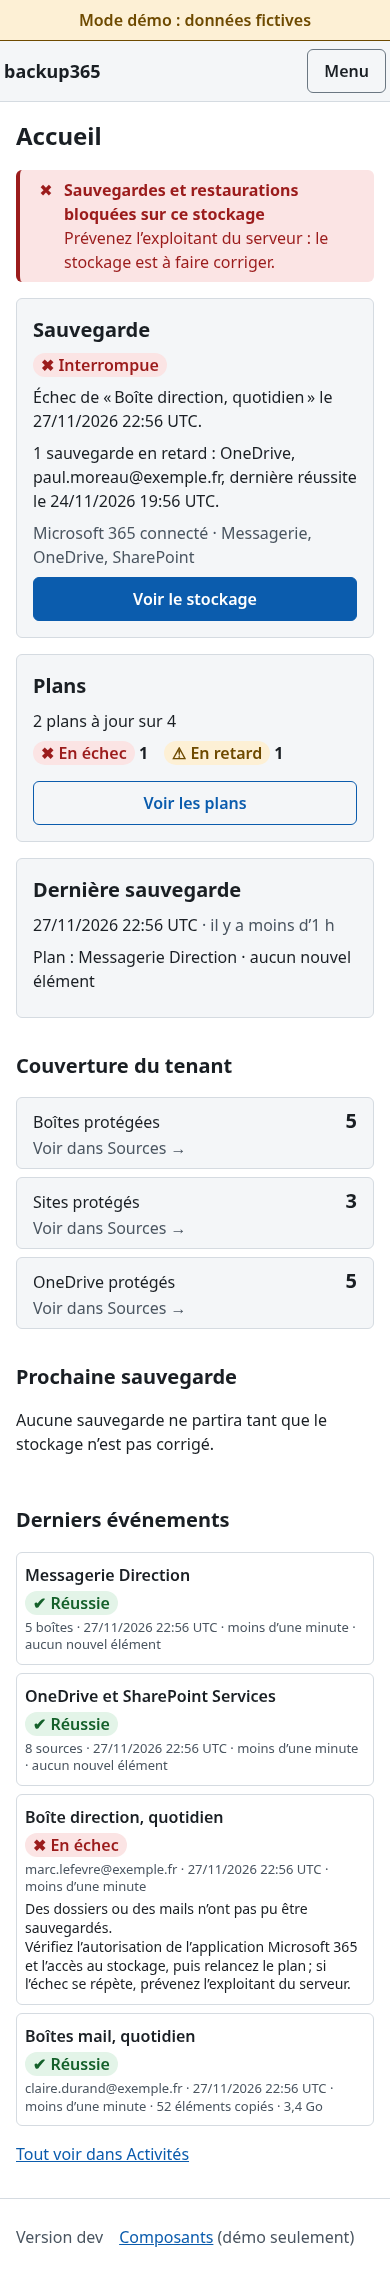 Mode démo : données fictives
backup365
Menu
Accueil
✖ Sauvegardes et restaurations
bloquées sur ce stockage
Prévenez l’exploitant du serveur : le
stockage est à faire corriger.
Sauvegarde
✖ Interrompue
Échec de « Boîte direction, quotidien » le
27/11/2026 22:56 UTC.
1 sauvegarde en retard : OneDrive,
paul.moreau@exemple.fr, dernière réussite
le 24/11/2026 19:56 UTC.
Microsoft 365 connecté · Messagerie,
OneDrive, SharePoint
Voir le stockage
Plans
2 plans à jour sur 4
✖ En échec 1 ⚠ En retard 1
Voir les plans
Dernière sauvegarde
27/11/2026 22:56 UTC · il y a moins d’1 h
Plan : Messagerie Direction · aucun nouvel
élément
Couverture du tenant
Boîtes protégées 5
Voir dans Sources →
Sites protégés 3
Voir dans Sources →
OneDrive protégés 5
Voir dans Sources →
Prochaine sauvegarde
Aucune sauvegarde ne partira tant que le
stockage n’est pas corrigé.
Derniers événements
Messagerie Direction
✔ Réussie
5 boîtes · 27/11/2026 22:56 UTC · moins d’une minute ·
aucun nouvel élément
OneDrive et SharePoint Services
✔ Réussie
8 sources · 27/11/2026 22:56 UTC · moins d’une minute
· aucun nouvel élément
Boîte direction, quotidien
✖ En échec
marc.lefevre@exemple.fr · 27/11/2026 22:56 UTC ·
moins d’une minute
Des dossiers ou des mails n’ont pas pu être
sauvegardés.
Vérifiez l’autorisation de l’application Microsoft 365
et l’accès au stockage, puis relancez le plan ; si
l’échec se répète, prévenez l’exploitant du serveur.
Boîtes mail, quotidien
✔ Réussie
claire.durand@exemple.fr · 27/11/2026 22:56 UTC ·
moins d’une minute · 52 éléments copiés · 3,4 Go
Tout voir dans Activités
Version dev Composants (démo seulement)